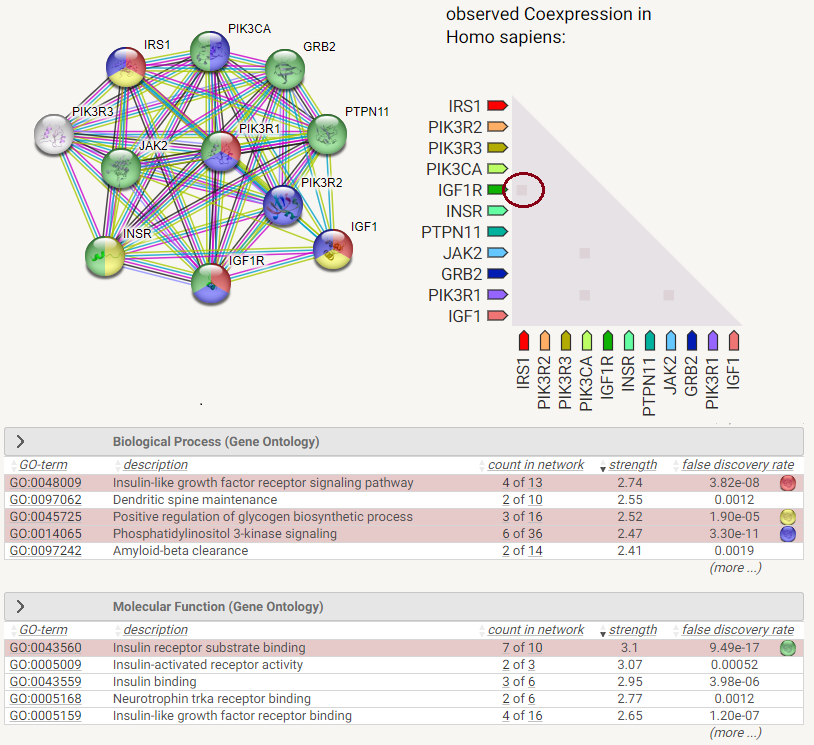 PIK3CA
IRS1
GRB2
PIK3R3
PTPN11
PIK3R1
JAK2
PIK3R2
INSR
IGF1
IGF1R
observed Coexpression in
Homo sapiens:
IRS1
PIK3R2
PIK3R3
PIK3CA
IGF1R
INSR
PTPN11
JAK2
GRB2
PIK3R1
IGF1
IRS1 PIK3R2 PIK3R3 PIK3CA IGF1R INSR PTPN11 JAK2 GRB2 PIK3R1 IGF1
Biological Process (Gene Ontology)
GO-term description count in network strength false discovery rate
GO:0048009 Insulin-like growth factor receptor signaling pathway 4 of 13 2.74 3.82e-08
GO:0097062 Dendritic spine maintenance 2 of 10 2.55 0.0012
GO:0045725 Positive regulation of glycogen biosynthetic process 3 of 16 2.52 1.90e-05
GO:0014065 Phosphatidylinositol 3-kinase signaling 6 of 36 2.47 3.30e-11
GO:0097242 Amyloid-beta clearance 2 of 14 2.41 0.0019
(more ...)
Molecular Function (Gene Ontology)
GO-term description count in network strength false discovery rate
GO:0043560 Insulin receptor substrate binding 7 of 10 3.1 9.49e-17
GO:0005009 Insulin-activated receptor activity 2 of 3 3.07 0.00052
GO:0043559 Insulin binding 3 of 6 2.95 3.98e-06
GO:0005168 Neurotrophin trka receptor binding 2 of 6 2.77 0.0012
GO:0005159 Insulin-like growth factor receptor binding 4 of 16 2.65 1.20e-07
(more ...)